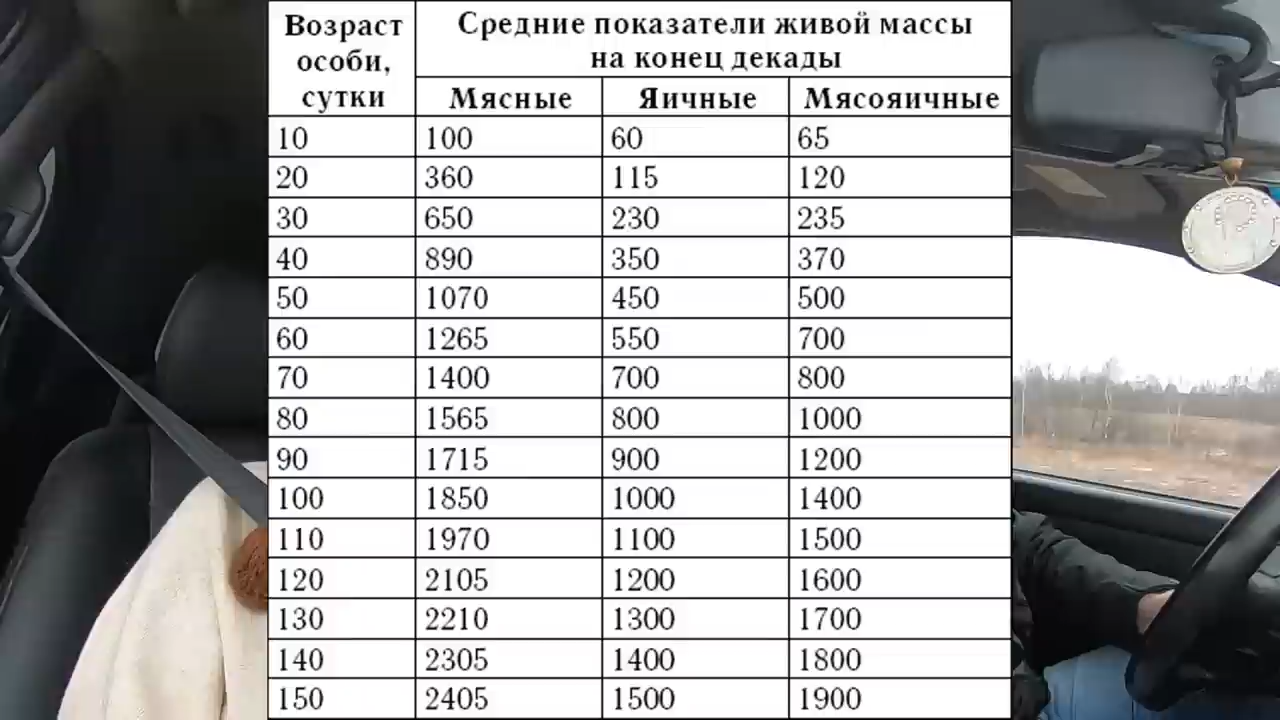 Возраст особи, сутки
Средние показатели живой массы на конец декады
Мясные Яичные Мясояичные
10 100 60 65
20 360 115 120
30 650 230 235
40 890 350 370
50 1070 450 500
60 1265 550 700
70 1400 700 800
80 1565 800 1000
90 1715 900 1200
100 1850 1000 1400
110 1970 1100 1500
120 2105 1200 1600
130 2210 1300 1700
140 2305 1400 1800
150 2405 1500 1900